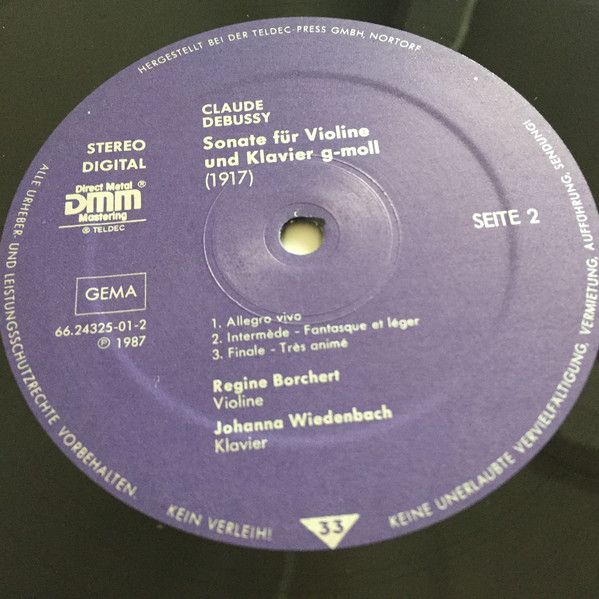 HERGESTELLT BEI DER TELDEC-PRESS GMBH, NORTORF
CLAUDE
DEBUSSY
Sonate für Violine
und Klavier g-moll
(1917)
STEREO
DIGITAL
Direct Metal
DMM ®
Mastering
® TELDEC
SEITE 2
GEMA
66.24325-01-2
℗ 1987
1. Allegro vivo
2. Intermède - Fantasque et léger
3. Finale - Très animé
Regine Borchert
Violine
Johanna Wiedenbach
Klavier
33
ALLE URHEBER- UND LEISTUNGSSCHUTZRECHTE VORBEHALTEN. KEIN VERLEIH! KEINE UNERLAUBTE VERVIELFÄLTIGUNG, VERMIETUNG, AUFFÜHRUNG, SENDUNG!